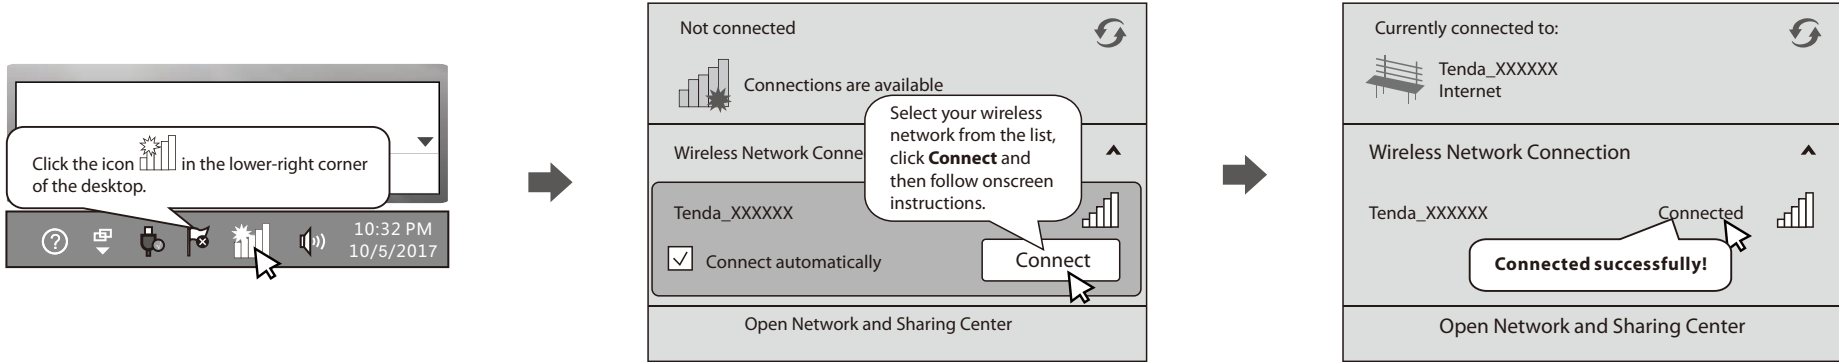 Click the icon in the lower-right corner
of the desktop.
10:32 PM
10/5/2017
Not connected
Connections are available
Select your wireless
network from the list,
click Connect and
then follow onscreen
instructions.
Wireless Network Conne
Tenda_XXXXXX
Connect automatically
Connect
Open Network and Sharing Center
Currently connected to:
Tenda_XXXXXX
Internet
Wireless Network Connection
Tenda_XXXXXX
Connected
Connected successfully!
Open Network and Sharing Center